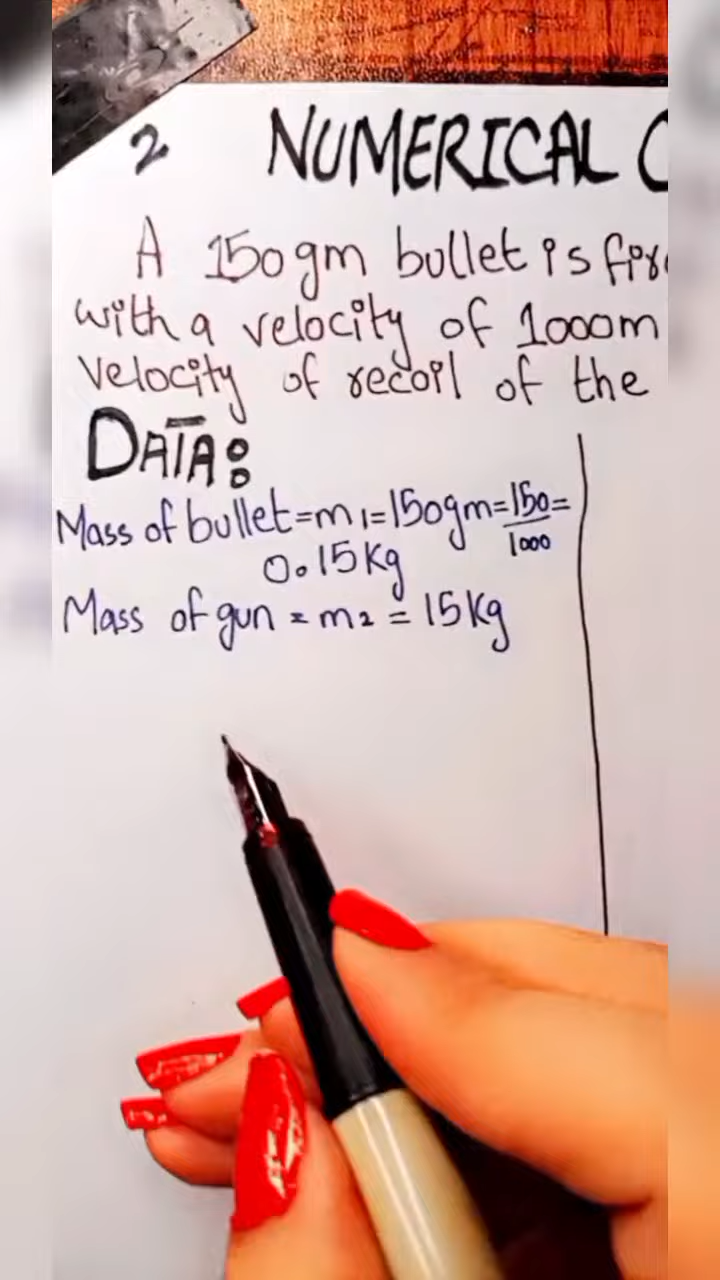 2 NUMERICAL
A 150gm bullet is
with a velocity of 1000m
Velocity of recoil of the
DATA:
Mass of bullet=m1=150gm=150/1000=
0.15Kg
Mass of gun = m2 = 15Kg